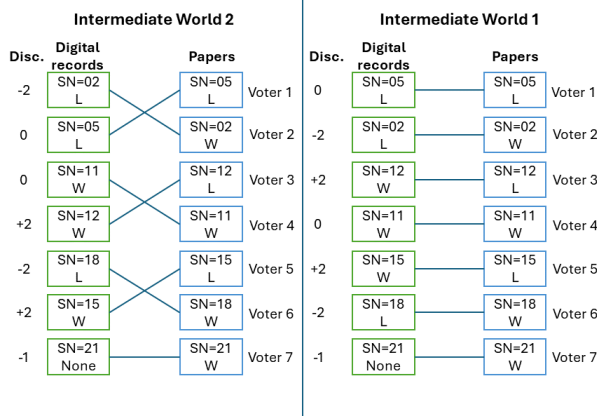 Intermediate World 2
Disc.
Digital
records
Papers
-2
SN=02
L
SN=05
L
Voter 1
0
SN=05
L
SN=02
W
Voter 2
0
SN=11
W
SN=12
L
Voter 3
+2
SN=12
W
SN=11
W
Voter 4
-2
SN=18
L
SN=15
L
Voter 5
+2
SN=15
W
SN=18
W
Voter 6
-1
SN=21
None
SN=21
W
Voter 7
Intermediate World 1
Disc.
Digital
records
Papers
0
SN=05
L
SN=05
L
Voter 1
-2
SN=02
L
SN=02
W
Voter 2
+2
SN=12
W
SN=12
L
Voter 3
0
SN=11
W
SN=11
W
Voter 4
+2
SN=15
W
SN=15
L
Voter 5
-2
SN=18
L
SN=18
W
Voter 6
-1
SN=21
None
SN=21
W
Voter 7